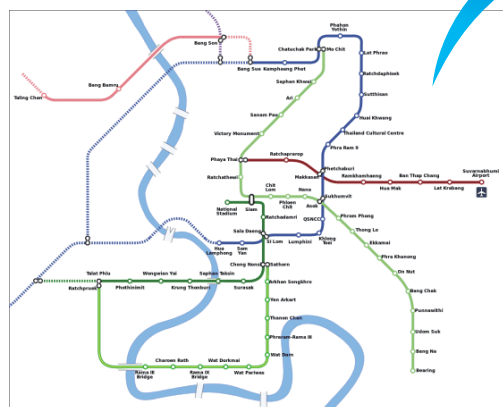 Phahon
Yothin
Bang Son
Chatuchak Park
Mo Chit
Lat Phrao
Bang Sue
Kamphaeng Phet
Ratchadaphisek
Saphan Khwai
Bang Bamru
Sutthisan
Taling Chan
Ari
Sanam Pao
Huai Khwang
Victory Monument
Thailand Cultural Centre
Phra Ram 9
Phaya Thai
Ratchaprarop
Phetchaburi
Makkasan
Ramkhamhaeng
Ban Thap Chang
Suvarnabhumi
Airport
Ratchathewi
Hua Mak
Lat Krabang
Chit
Lom
Nana
Phloen
Chit
Asok
Sukhumvit
National
Stadium
Siam
Ratchadamri
QSNCC
Phrom Phong
Sala Daeng
Thong Lo
Hua
Lamphong
Sam
Yan
Si Lom
Lumphini
Khlong
Toei
Ekkamai
Phra Khanong
Chong Nonsi
Sathorn
On Nut
Talat Phlu
Wongwian Yai
Saphan Taksin
Ratchpruek
Phothinimit
Krung Thonburi
Surasak
Arkhan Songkhro
Bang Chak
Yen Arkart
Punnawithi
Thanon Chan
Udom Suk
Phraram-Rama III
Bang Na
Wat Dan
Charoen Rath
Wat Dorkmai
Rama III
Bridge
Rama IX
Bridge
Wat Pariwas
Bearing